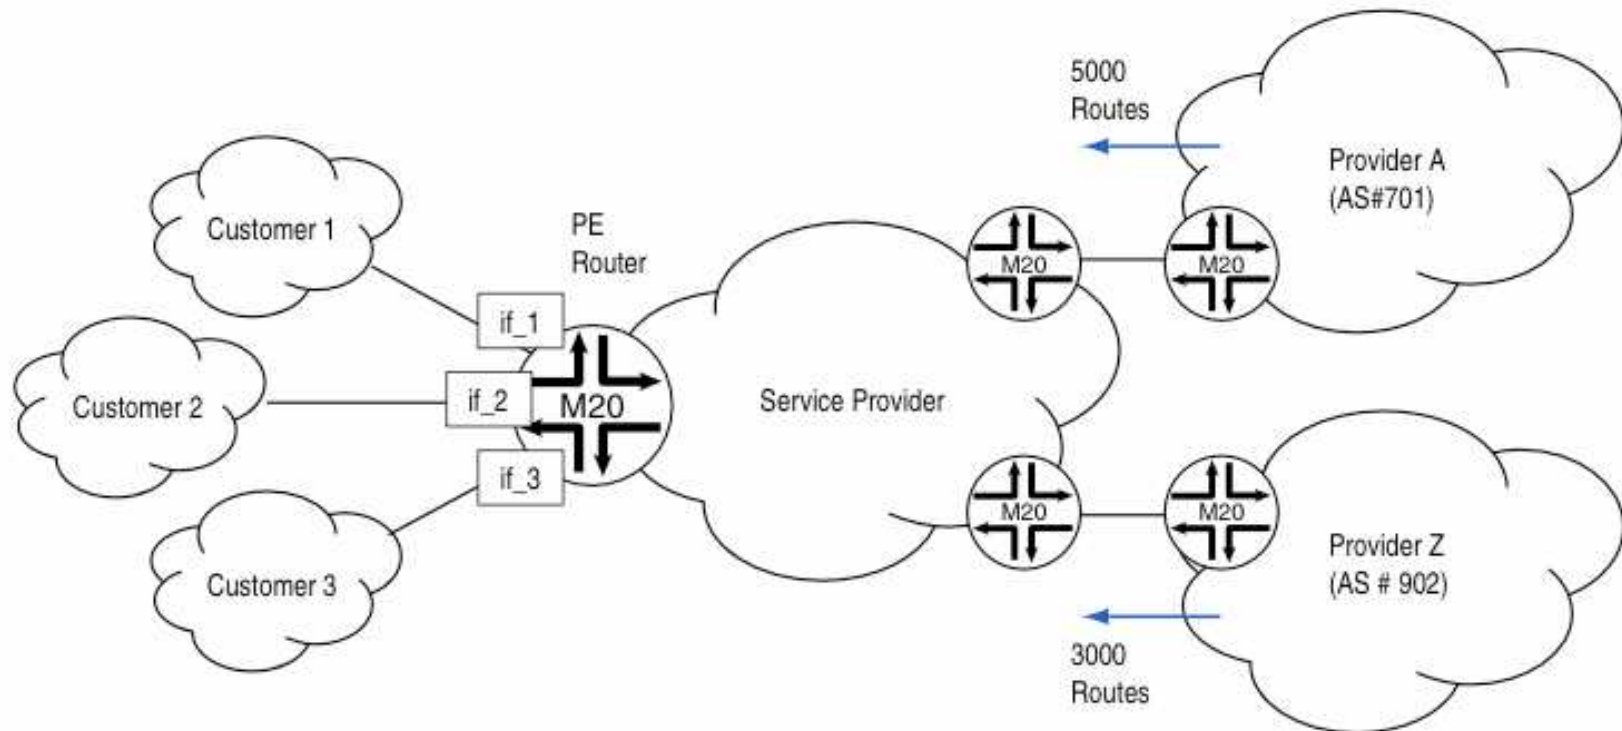 5000
Routes
Provider A
(AS#701)
Customer 1
PE
Router
M20
M20
if_1
Customer 2
if_2
M20
Service Provider
if_3
M20
M20
Customer 3
Provider Z
(AS # 902)
3000
Routes